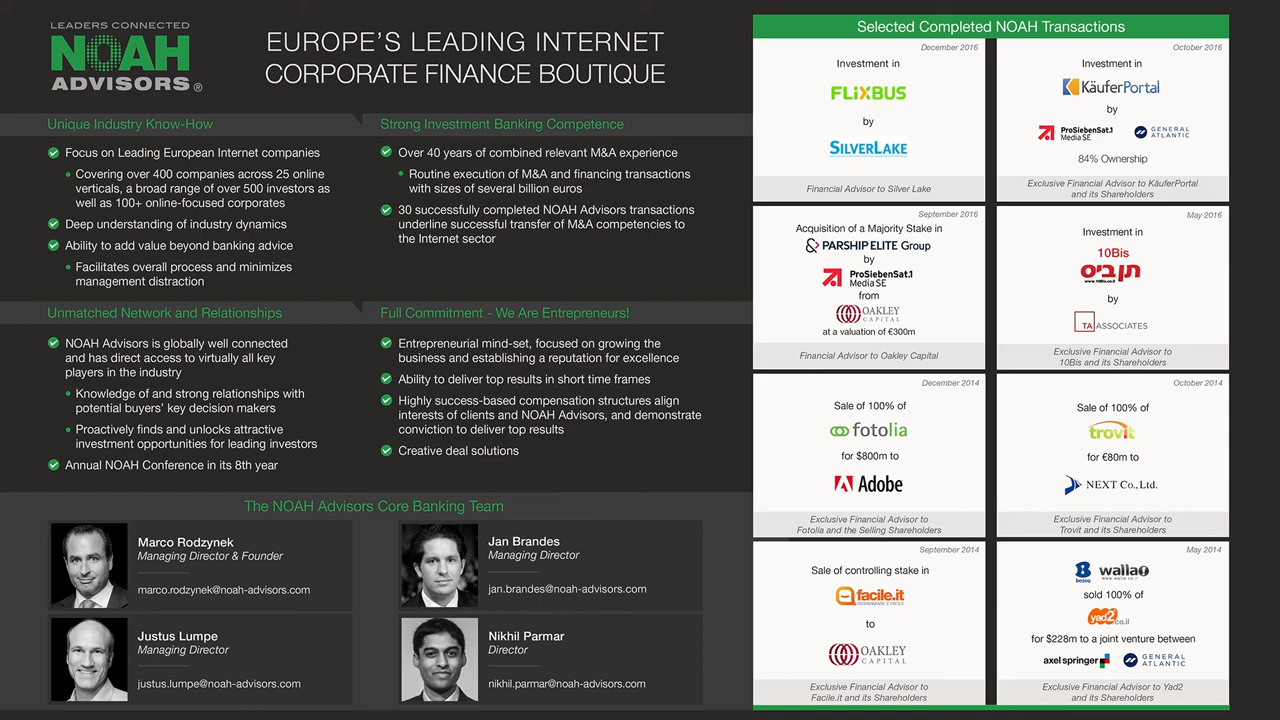 LEADERS CONNECTED
NOAH
ADVISORS®
EUROPE'S LEADING INTERNET
CORPORATE FINANCE BOUTIQUE
Unique Industry Know-How
Focus on Leading European Internet companies
Covering over 400 companies across 25 online
verticals, a broad range of over 500 investors as
well as 100+ online-focused corporates
Deep understanding of industry dynamics
Ability to add value beyond banking advice
Facilitates overall process and minimizes
management distraction
Strong Investment Banking Competence
Over 40 years of combined relevant M&A experience
Routine execution of M&A and financing transactions
with sizes of several billion euros
30 successfully completed NOAH Advisors transactions
underline successful transfer of M&A competencies to
the Internet sector
Unmatched Network and Relationships
NOAH Advisors is globally well connected
and has direct access to virtually all key
players in the industry
Knowledge of and strong relationships with
potential buyers' key decision makers
Proactively finds and unlocks attractive
investment opportunities for leading investors
Annual NOAH Conference in its 8th year
Full Commitment - We Are Entrepreneurs!
Entrepreneurial mind-set, focused on growing the
business and establishing a reputation for excellence
Ability to deliver top results in short time frames
Highly success-based compensation structures align
interests of clients and NOAH Advisors, and demonstrate
conviction to deliver top results
Creative deal solutions
The NOAH Advisors Core Banking Team
Marco Rodzynek
Managing Director & Founder
marco.rodzynek@noah-advisors.com
Jan Brandes
Managing Director
jan.brandes@noah-advisors.com
Justus Lumpe
Managing Director
justus.lumpe@noah-advisors.com
Nikhil Parmar
Director
nikhil.parmar@noah-advisors.com
Selected Completed NOAH Transactions
December 2016
Investment in
FLiXBUS
by
SILVERLAKE
Financial Advisor to Silver Lake
October 2016
Investment in
KäuferPortal
by
ProSiebenSat.1
Media SE
GENERAL
ATLANTIC
84% Ownership
Exclusive Financial Advisor to KäuferPortal
and its Shareholders
September 2016
Acquisition of a Majority Stake in
PARSHIP ELITE Group
by
ProSiebenSat.1
Media SE
from
OAKLEY
CAPITAL
at a valuation of €300m
Financial Advisor to Oakley Capital
May 2016
Investment in
10Bis
תן ביס
www.10Bis.co.il
by
TA ASSOCIATES
Exclusive Financial Advisor to
10Bis and its Shareholders
December 2014
Sale of 100% of
fotolia
for $800m to
Adobe
Exclusive Financial Advisor to
Fotolia and the Selling Shareholders
October 2014
Sale of 100% of
trovit
for €80m to
NEXT Co., Ltd.
Exclusive Financial Advisor to
Trovit and its Shareholders
September 2014
Sale of controlling stake in
facile.it
RISPARMIARE È FACILE
to
OAKLEY
CAPITAL
Exclusive Financial Advisor to
Facile.it and its Shareholders
May 2014
bezeq
walla!
www.walla.co.il
sold 100% of
yad2.co.il
for $228m to a joint venture between
axel springer
GENERAL
ATLANTIC
Exclusive Financial Advisor to Yad2
and its Shareholders